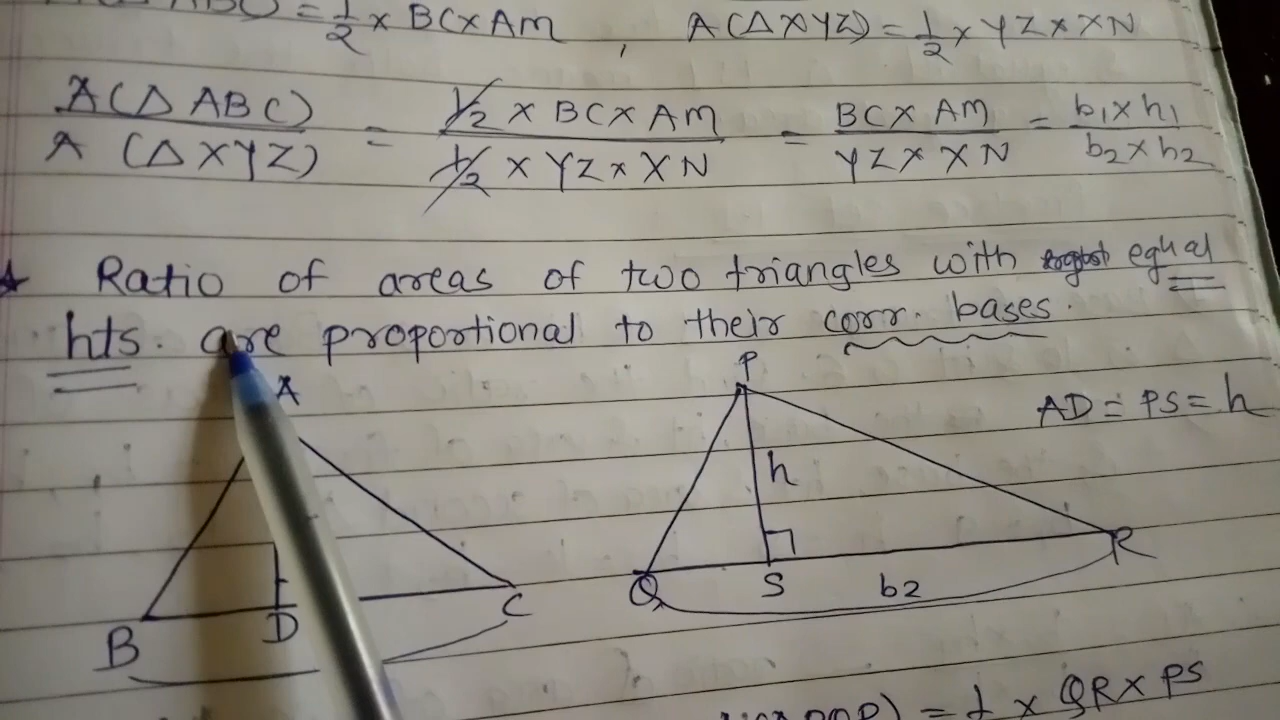 = 1/2 × BC × AM , A(△XYZ) = 1/2 × YZ × XN
A(△ABC) / A(△XYZ) = 1/2 × BC × AM / 1/2 × YZ × XN = BC × AM / YZ × XN = b1 × h1 / b2 × h2
Ratio of areas of two triangles with equal
hts. are proportional to their corr. bases.
A
P
AD = PS = h
h
B
D
C
Q
S
b2
R
= 1/2 × QR × PS